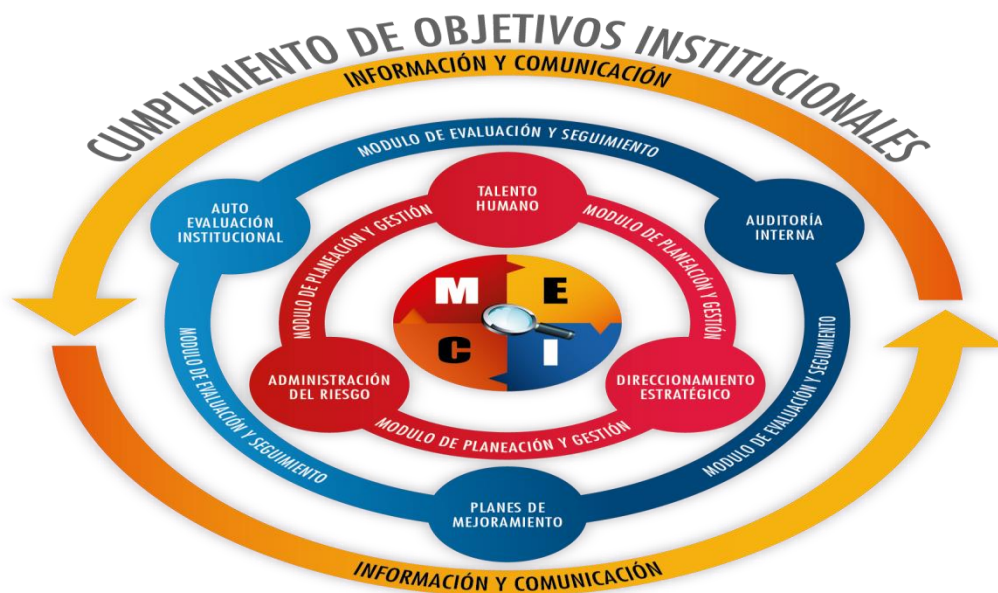 CUMPLIMIENTO DE OBJETIVOS INSTITUCIONALES
INFORMACIÓN Y COMUNICACIÓN
MODULO DE EVALUACIÓN Y SEGUIMIENTO
AUTO
EVALUACIÓN
INSTITUCIONAL
TALENTO
HUMANO
AUDITORÍA
INTERNA
MODULO DE PLANEACIÓN Y GESTIÓN
MODULO DE PLANEACIÓN Y GESTIÓN
M E
C I
ADMINISTRACIÓN
DEL RIESGO
DIRECCIONAMIENTO
ESTRATÉGICO
MODULO DE PLANEACIÓN Y GESTIÓN
MODULO DE EVALUACIÓN Y SEGUIMIENTO
MODULO DE EVALUACIÓN Y SEGUIMIENTO
PLANES DE
MEJORAMIENTO
INFORMACIÓN Y COMUNICACIÓN